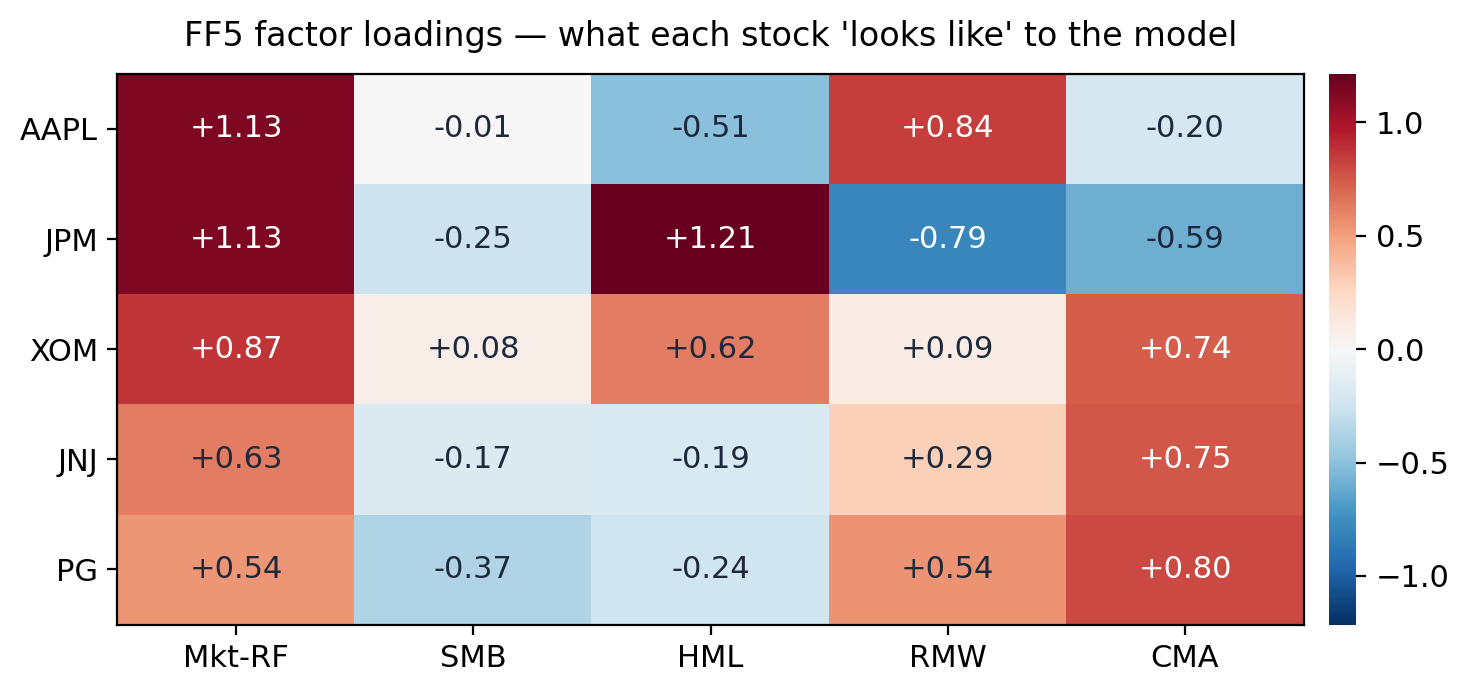 FF5 factor loadings — what each stock 'looks like' to the model
AAPL +1.13 -0.01 -0.51 +0.84 -0.20
JPM +1.13 -0.25 +1.21 -0.79 -0.59
XOM +0.87 +0.08 +0.62 +0.09 +0.74
JNJ +0.63 -0.17 -0.19 +0.29 +0.75
PG +0.54 -0.37 -0.24 +0.54 +0.80
Mkt-RF SMB HML RMW CMA
1.0
0.5
0.0
−0.5
−1.0